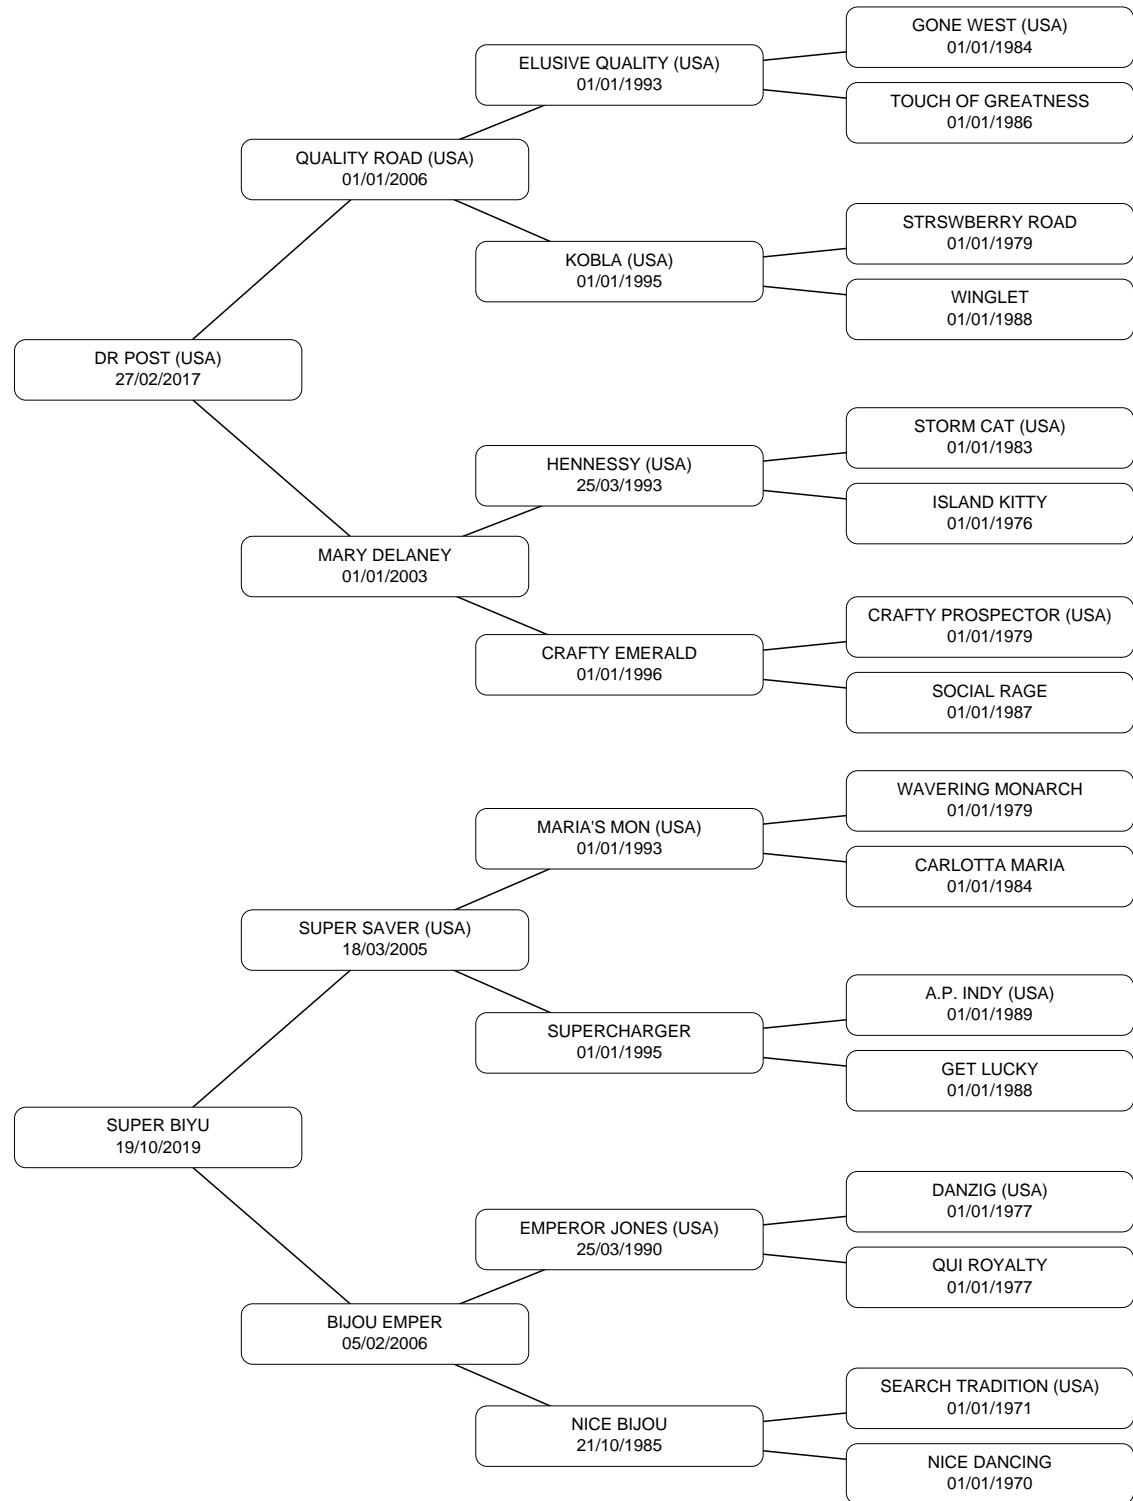 GONE WEST (USA)
01/01/1984
ELUSIVE QUALITY (USA)
01/01/1993
TOUCH OF GREATNESS
01/01/1986
QUALITY ROAD (USA)
01/01/2006
STRSWBERRY ROAD
01/01/1979
KOBLA (USA)
01/01/1995
WINGLET
01/01/1988
DR POST (USA)
27/02/2017
STORM CAT (USA)
01/01/1983
HENNESSY (USA)
25/03/1993
ISLAND KITTY
01/01/1976
MARY DELANEY
01/01/2003
CRAFTY PROSPECTOR (USA)
01/01/1979
CRAFTY EMERALD
01/01/1996
SOCIAL RAGE
01/01/1987
WAVERING MONARCH
01/01/1979
MARIA'S MON (USA)
01/01/1993
CARLOTTA MARIA
01/01/1984
SUPER SAVER (USA)
18/03/2005
A.P. INDY (USA)
01/01/1989
SUPERCHARGER
01/01/1995
GET LUCKY
01/01/1988
SUPER BIYU
19/10/2019
DANZIG (USA)
01/01/1977
EMPEROR JONES (USA)
25/03/1990
QUI ROYALTY
01/01/1977
BIJOU EMPER
05/02/2006
SEARCH TRADITION (USA)
01/01/1971
NICE BIJOU
21/10/1985
NICE DANCING
01/01/1970